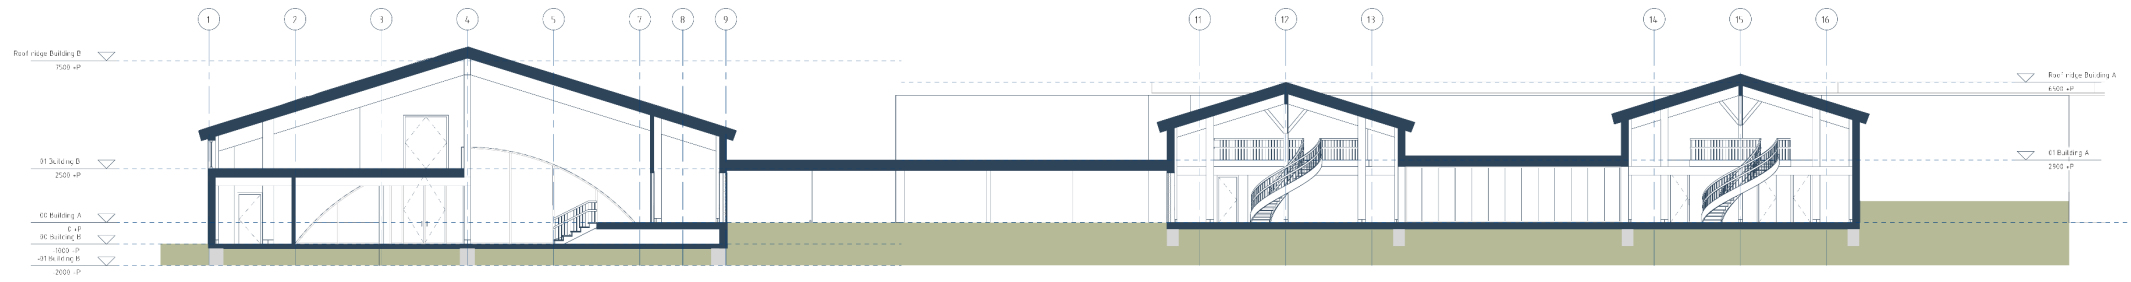 1 2 3 4 5 7 8 9 11 12 13 14 15 16
Roof ridge Building B
7500 +P
Roof ridge Building A
6500 +P
01 Building B
2500 +P
01 Building A
2900 +P
00 Building A
0 +P
00 Building B
-1000 -P
-01 Building B
-2000 -P